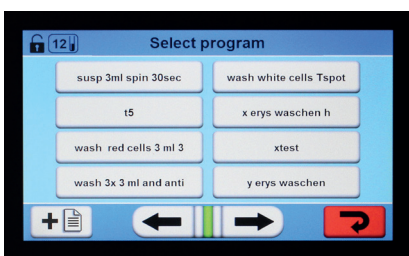 12 Select program
susp 3ml spin 30sec wash white cells Tspot
t5 x erys waschen h
wash red cells 3 ml 3 xtest
wash 3x 3 ml and anti y erys waschen